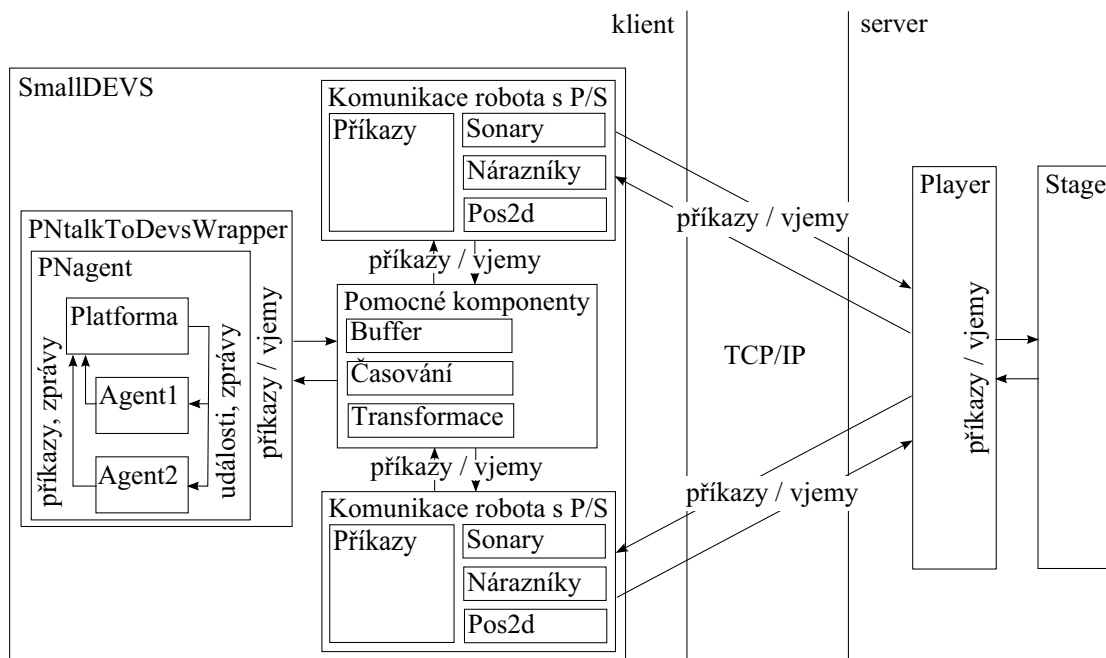 klient
server
SmallDEVS
Komunikace robota s P/S
Příkazy
Sonary
Nárazníky
Pos2d
příkazy / vjemy
PNtalkToDevsWrapper
PNagent
Platforma
Agent1
Agent2
příkazy, zprávy
události, zprávy
příkazy / vjemy
Pomocné komponenty
Buffer
Časování
Transformace
příkazy / vjemy
Komunikace robota s P/S
Příkazy
Sonary
Nárazníky
Pos2d
příkazy / vjemy
TCP/IP
příkazy / vjemy
Player
příkazy / vjemy
Stage